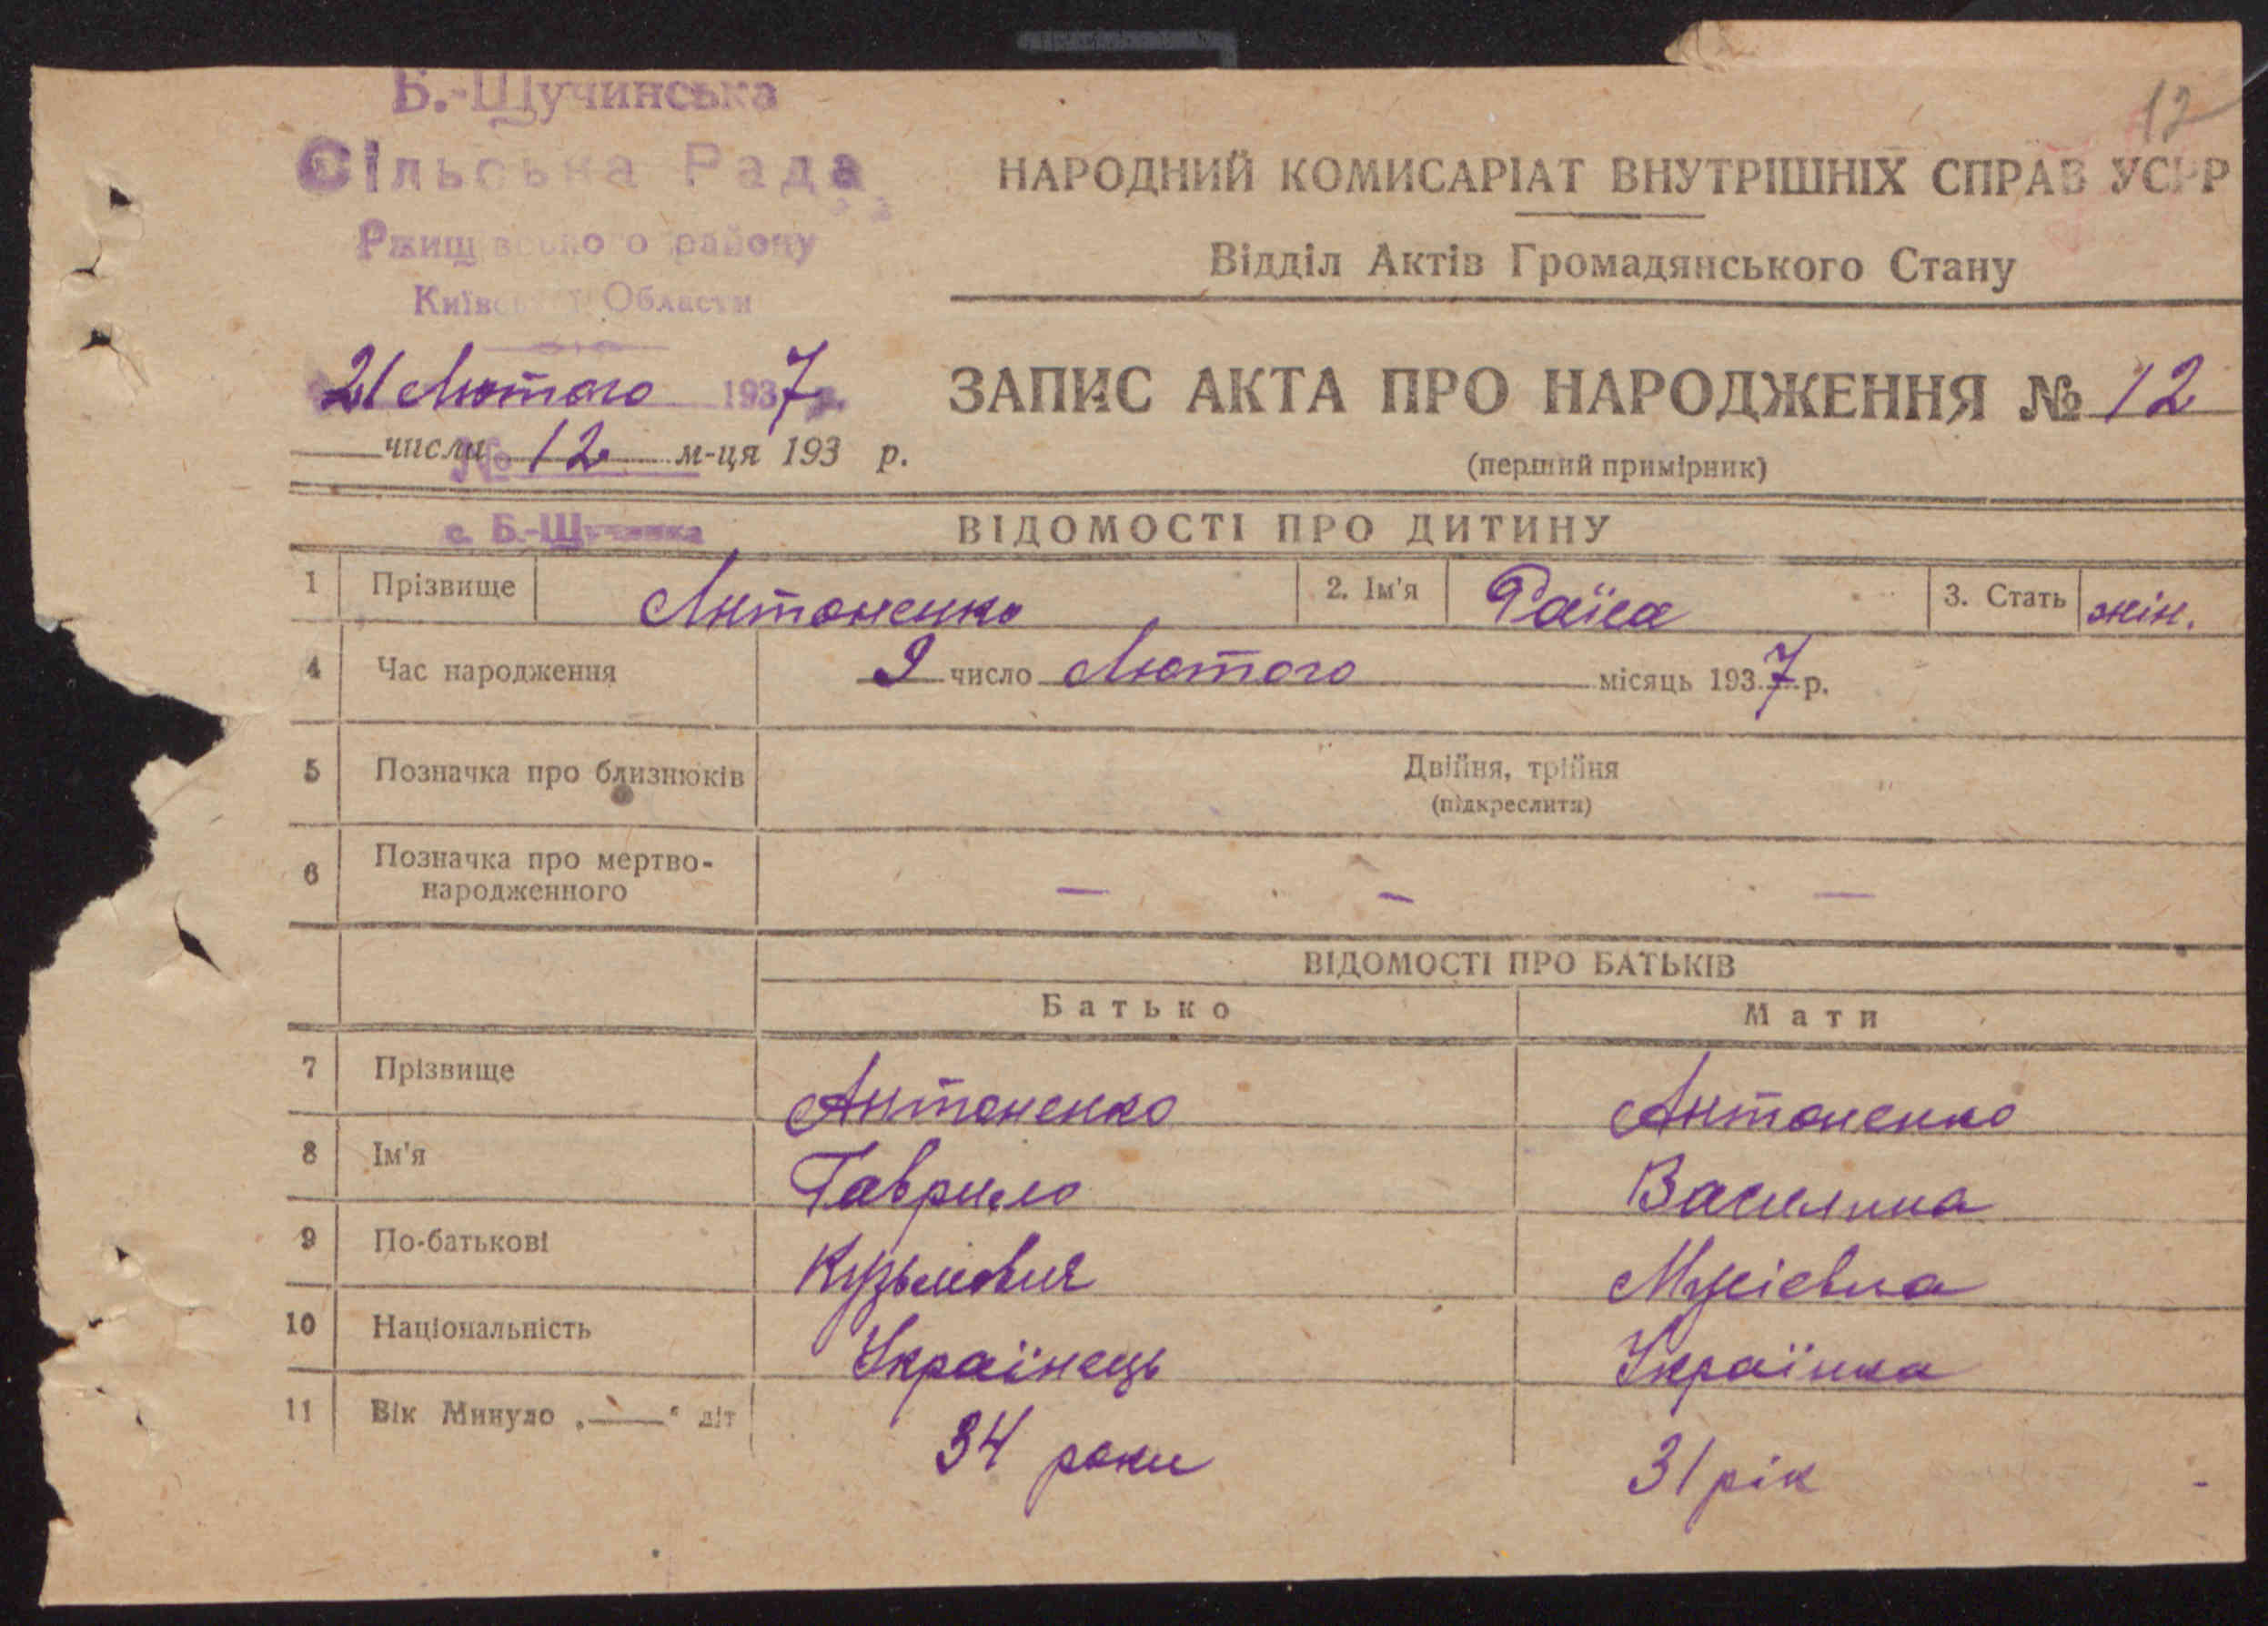 12
Б.-Щучинська
Сільська Рада
Ржищівського району
Київської Области
21 Лютого 1937 р.
№ 12
числа м-ця 193 р.
с. Б.-Щучинка
НАРОДНИЙ КОМИСАРІАТ ВНУТРІШНІХ СПРАВ УСРР
Відділ Актів Громадянського Стану
ЗАПИС АКТА ПРО НАРОДЖЕННЯ № 12
(перший примірник)
ВІДОМОСТІ ПРО ДИТИНУ
1 Прізвище Антоненко 2. Ім'я Раїса 3. Стать жін.
4 Час народження 9 число Лютого місяць 1937 р.
5 Позначка про близнюків Двійня, трійня
(підкреслити)
6 Позначка про мертво-
народженного — — —
ВІДОМОСТІ ПРО БАТЬКІВ
Батько Мати
7 Прізвище Антоненко Антоненко
8 Ім'я Гаврило Василина
9 По-батькові Кузьмович Мусіевна
10 Національність Українець Українка
11 Вік Минуло „——“ літ 34 роки 31 рік